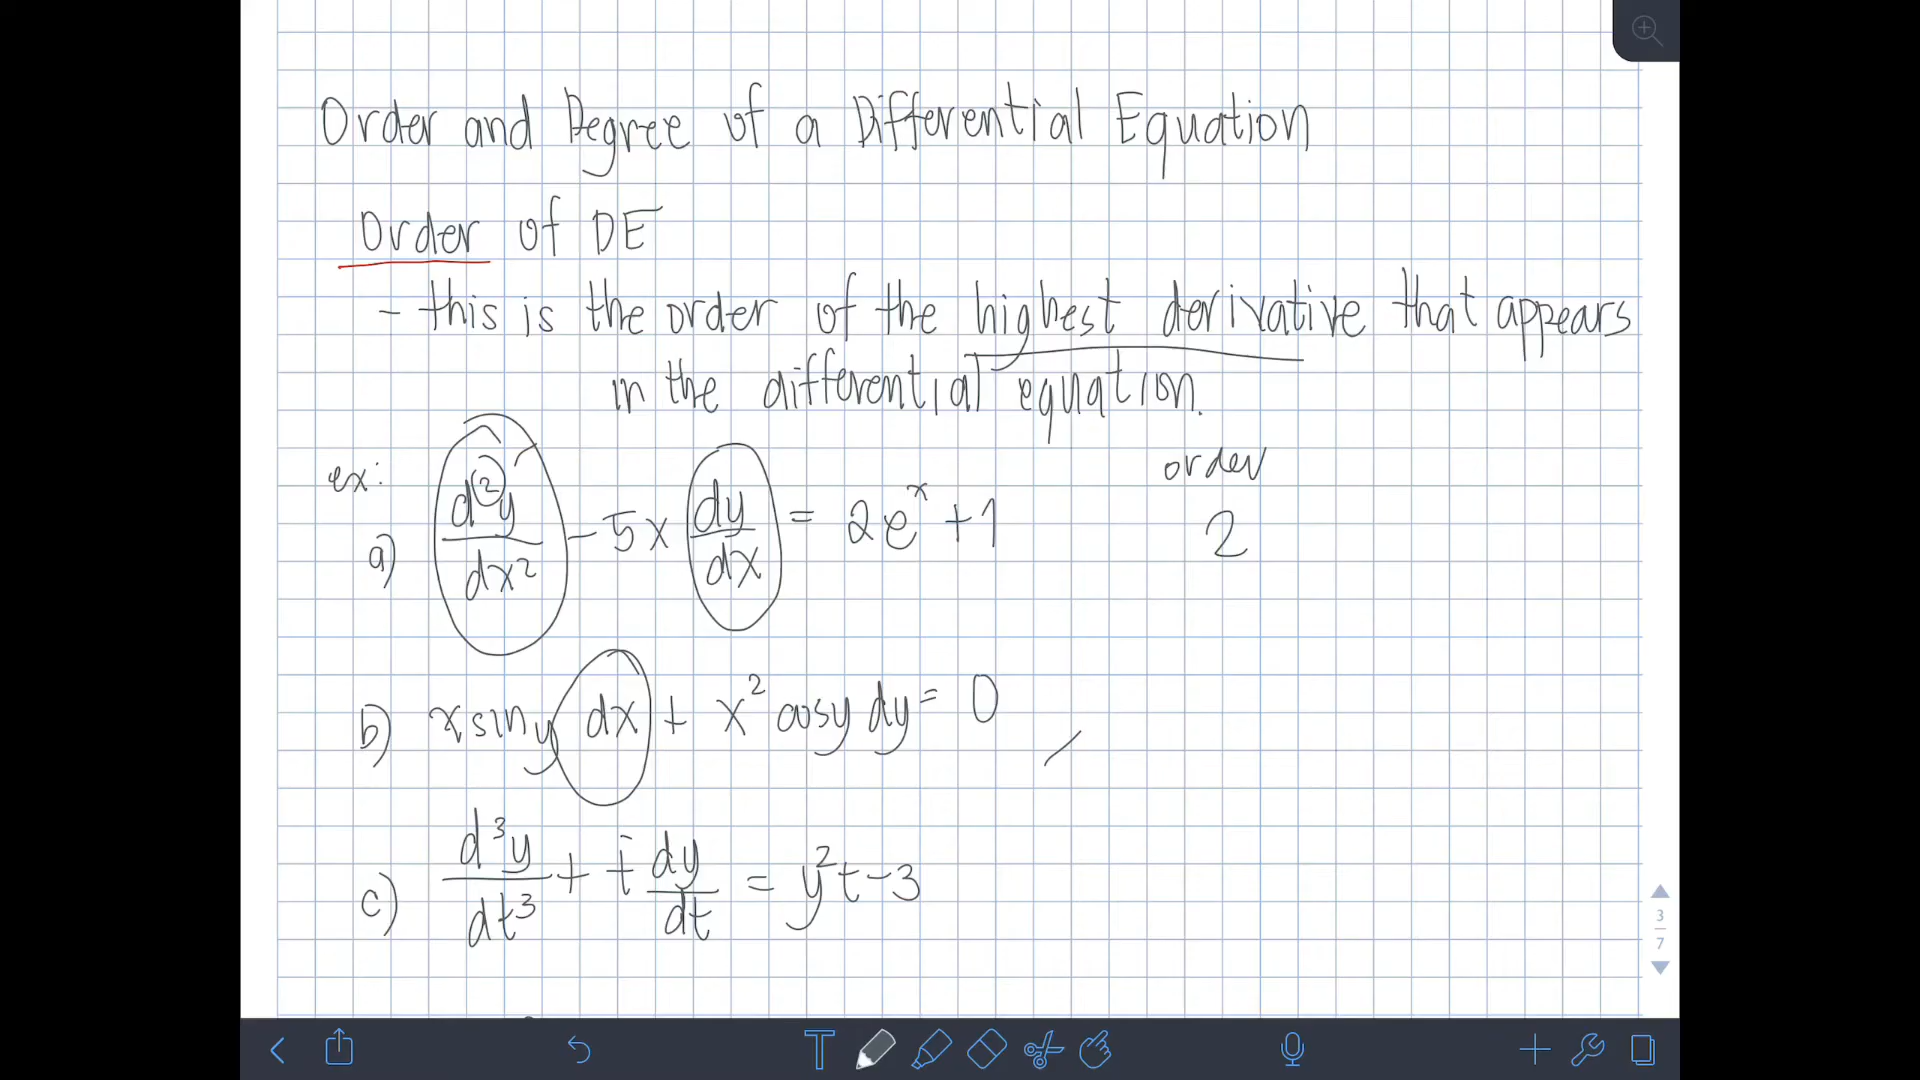 Order and Degree of a Differential Equation
Order of DE
- this is the order of the highest derivative that appears
in the differential equation.
ex:
order
a) d²y/dx² - 5x dy/dx = 2eˣ + 1    2
b) x sin y dx + x² cos y dy = 0
c) d³y/dt³ + t dy/dt = y²t - 3
3
7
T